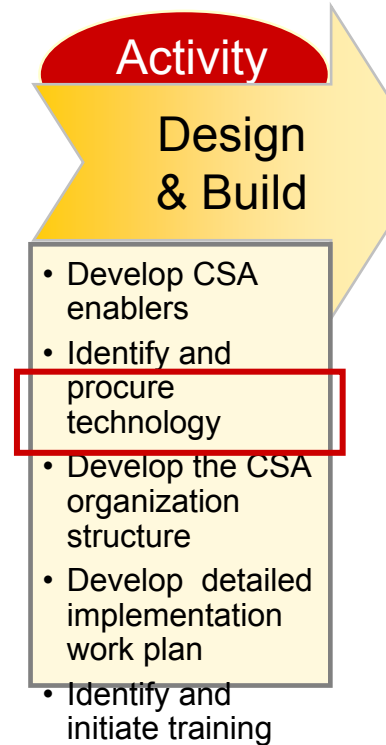 Activity
Design
& Build
• Develop CSA
enablers
• Identify and
procure
technology
• Develop the CSA
organization
structure
• Develop detailed
implementation
work plan
• Identify and
initiate training